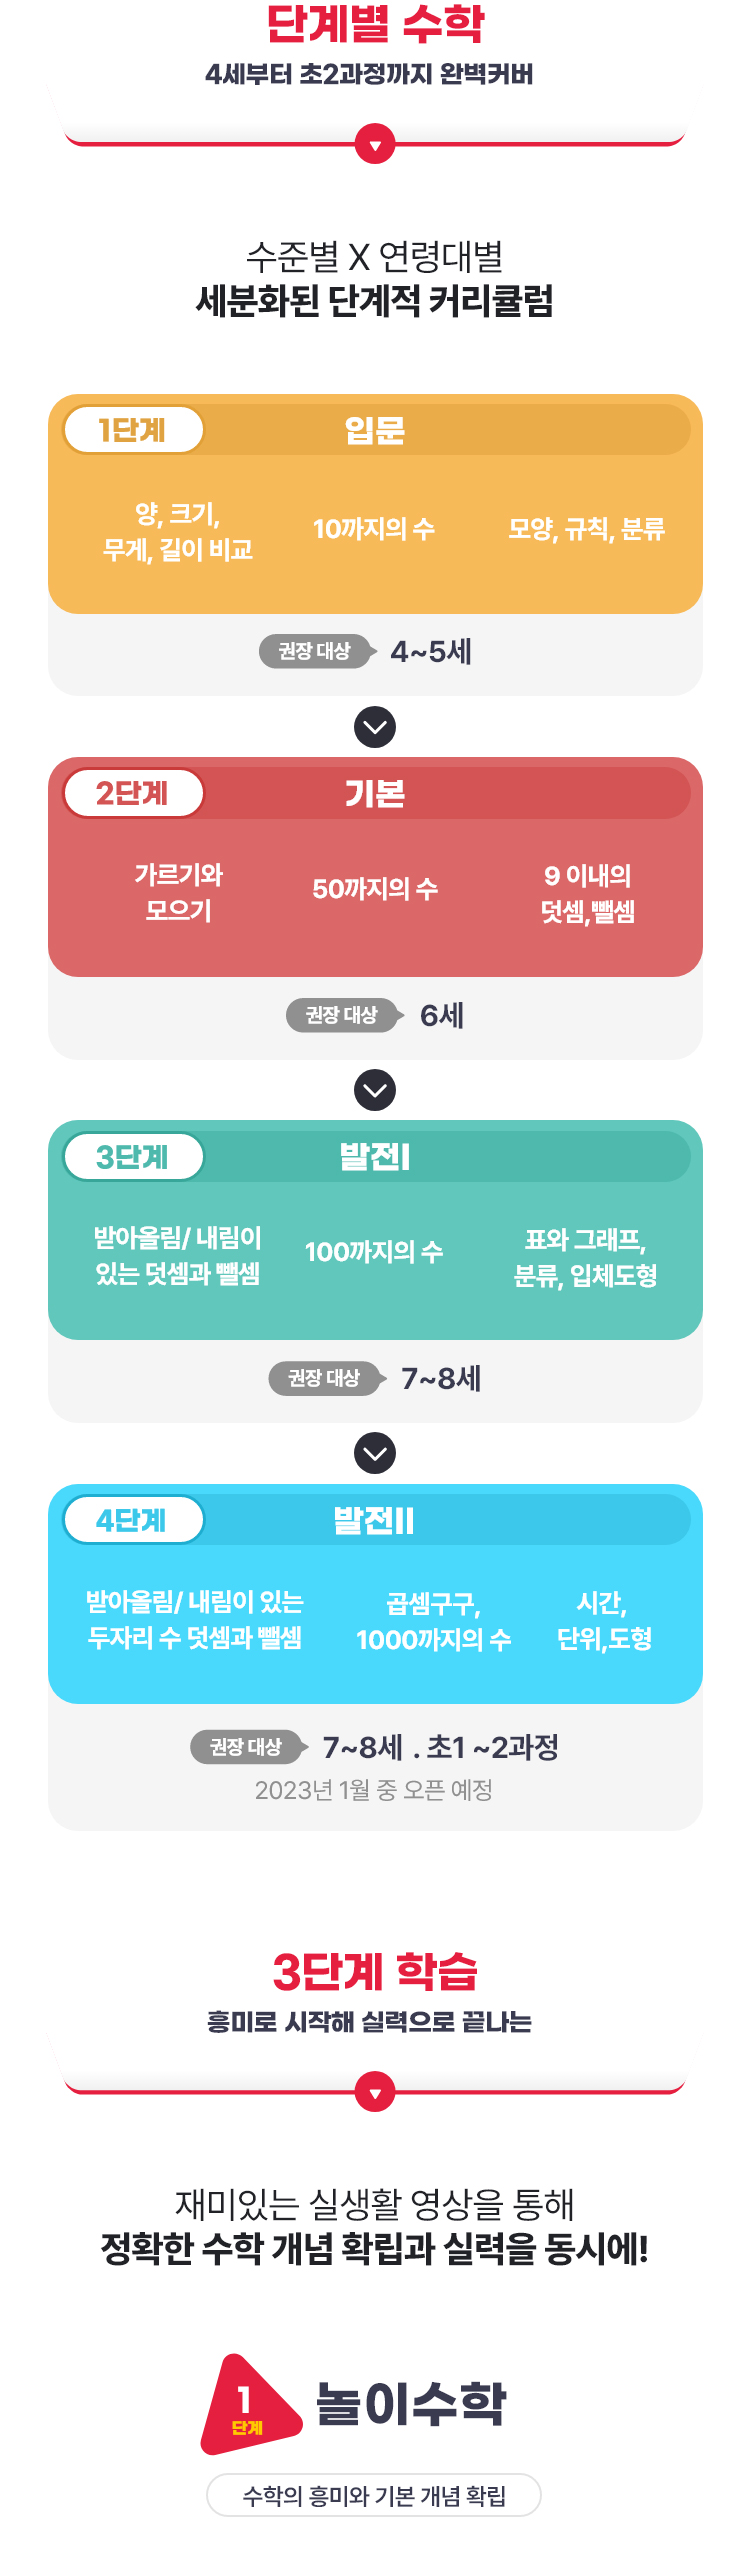 단계별 수학
4세부터 초2과정까지 완벽커버
수준별 X 연령대별
세분화된 단계적 커리큘럼
1단계
입문
양, 크기,
무게, 길이 비교
10까지의 수
모양, 규칙, 분류
권장 대상
4~5세
2단계
기본
가르기와
모으기
50까지의 수
9 이내의
덧셈,뺄셈
권장 대상
6세
3단계
발전I
받아올림/ 내림이
있는 덧셈과 뺄셈
100까지의 수
표와 그래프,
분류, 입체도형
권장 대상
7~8세
4단계
발전II
받아올림/ 내림이 있는
두자리 수 덧셈과 뺄셈
곱셈구구,
1000까지의 수
시간,
단위,도형
권장 대상
7~8세 . 초1 ~2과정
2023년 1월 중 오픈 예정
3단계 학습
흥미로 시작해 실력으로 끝나는
재미있는 실생활 영상을 통해
정확한 수학 개념 확립과 실력을 동시에!
1
단계
놀이수학
수학의 흥미와 기본 개념 확립